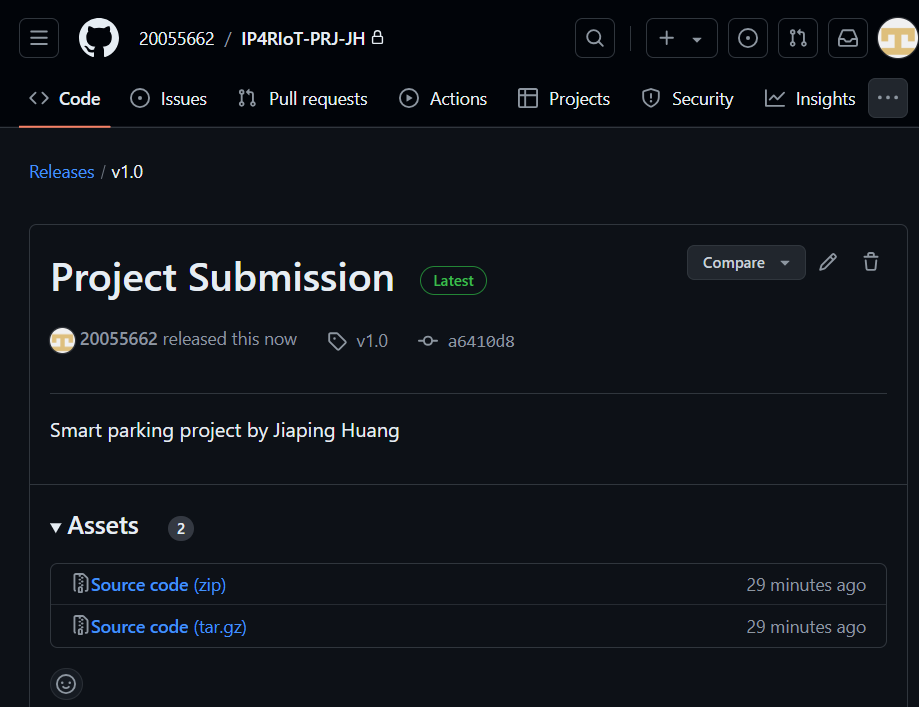 20055662 / IP4RIoT-PRJ-JH
Code Issues Pull requests Actions Projects Security Insights
Releases / v1.0
Project Submission Latest Compare
20055662 released this now v1.0 a6410d8
Smart parking project by Jiaping Huang
Assets 2
Source code (zip) 29 minutes ago
Source code (tar.gz) 29 minutes ago